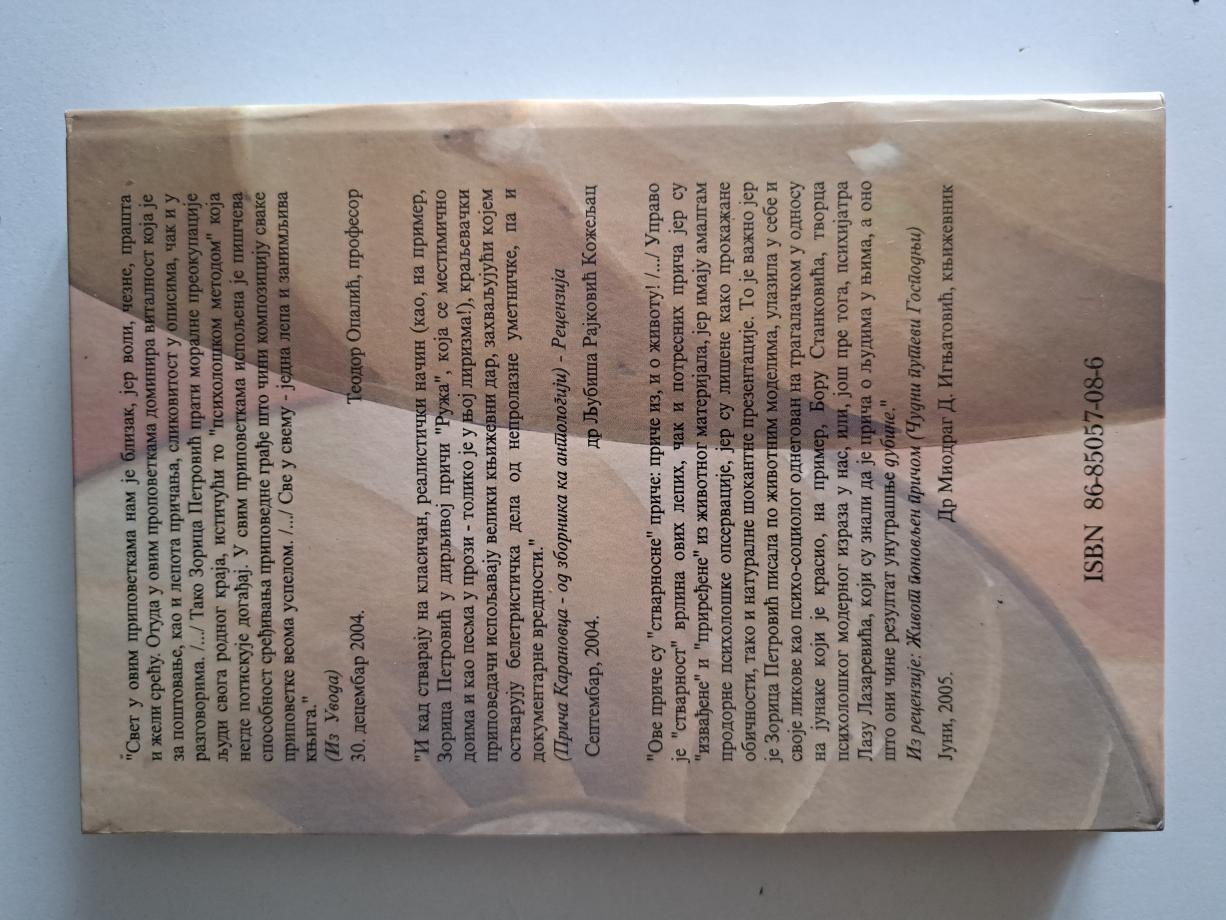 "Свет у овим приповеткама нам је близак, јер воли, чезне, прашта
и жели срећу. Отуда у овим проповеткама доминира виталност која је
за поштовање, као и лепота причања, сликовитост у описима, чак и у
разговорима. /.../ Тако Зорица Петровић прати моралне преокупације
људи свога родног краја, истичући то "психолошком методом" која
негде потискује догађај. У свим приповеткама испољена је пишчева
способност сређивања приповедне грађе што чини композицију сваке
приповетке веома успелом. /.../ Све у свему - једна лепа и занимљива
књига."
(Из Увода)
30. децембар 2004. Теодор Опалић, професор
"И кад стварају на класичан, реалистички начин (као, на пример,
Зорица Петровић у дирљивој причи "Ружа", која се местимично
доима и као песма у прози - толико је у њој лиризма!), краљевачки
приповедачи испољавају велики књижевни дар, захваљујући којем
остварују белетристичка дела од непролазне уметничке, па и
документарне вредности."
(Прича Карановца - од зборника ка антологији) - Рецензија
Септембар, 2004. др Љубиша Рајковић Кожељац
"Ове приче су "стварносне" приче: приче из, и о животу! /.../ Управо
је "стварност" врлина ових лепих, чак и потресних прича јер су
"извађене" и "приређене" из животног материјала, јер имају амалгам
продорне психолошке опсервације, јер су лишене како прокажане
обичности, тако и натуралне шокантне презентације. То је важно јер
је Зорица Петровић писала по животним моделима, улазила у себе и
своје ликове као психо-социолог однегован на трагалачком у односу
на јунаке који је красио, на пример, Бору Станковића, творца
психолошког модерног израза у нас, или, још пре тога, психијатра
Лазу Лазаревића, који су знали да је прича о људима у њима, а оно
што они чине резултат унутрашње дубине."
Из рецензије: Живот поновљен причом (Чудни путеви Господњи)
Јуни, 2005. Др Миодраг Д. Игњатовић, књижевник
ISBN 86-85057-08-6